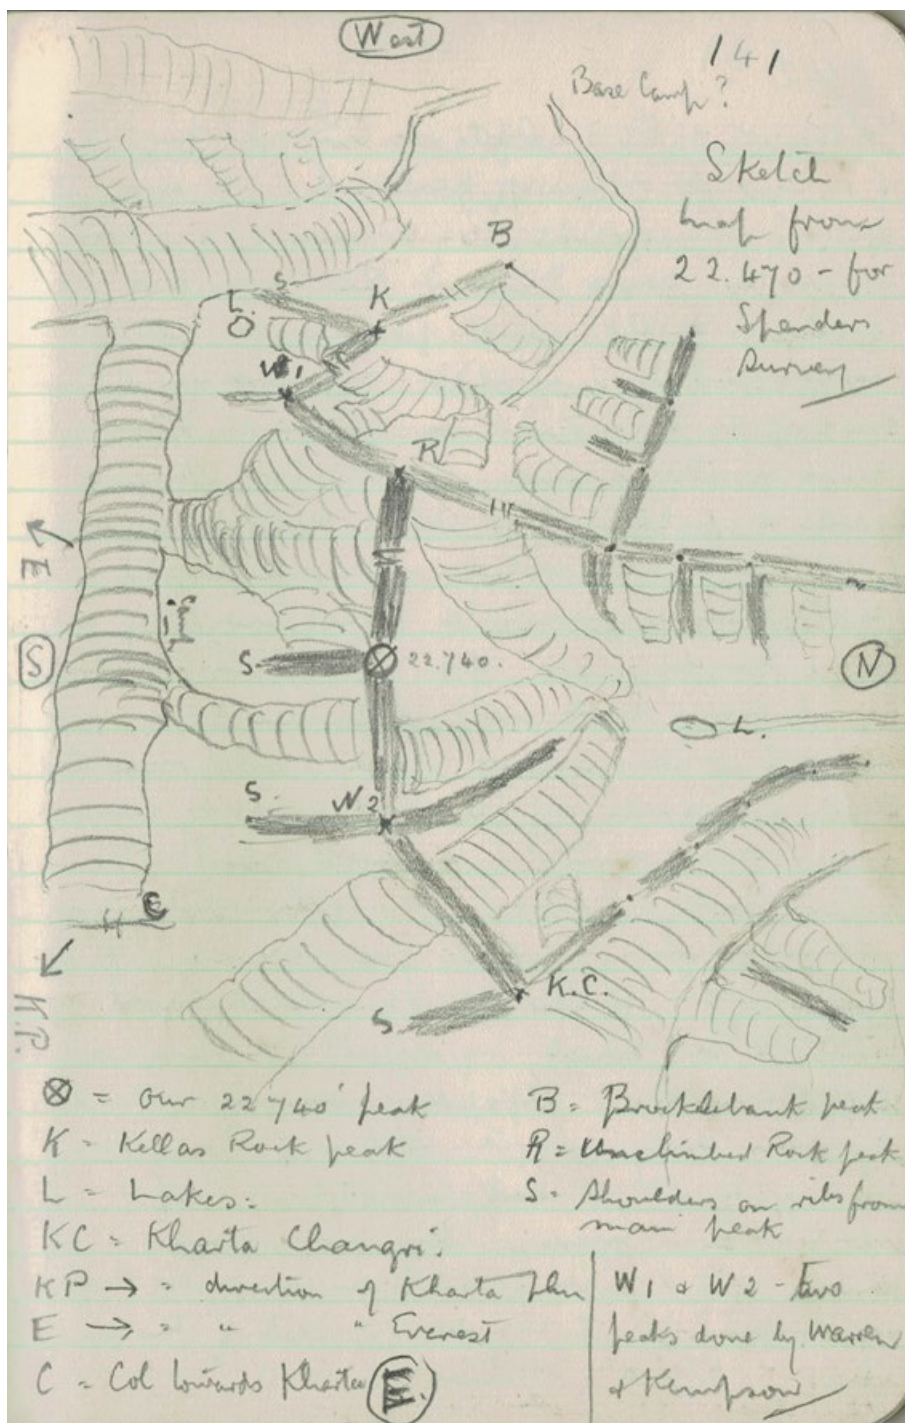 West
141
Base Camp?
Sketch
map from
22.470 - for
Spenders
Survey
B
S
L.
K
W1
R
E
S
S
22.740.
N
L.
S.
W2
C
K.C.
S
K.P.
⊗ = our 22740' peak
K = Kellas Rock peak
L = Lakes.
KC = Kharta Changri.
KP → = direction of Kharta Phu
E → = " " Everest
C = Col towards Kharta
B = Brocklebank peak
R = Unclimbed Rock peak
S = Shoulders on ribs from
main peak
W1 & W2 - two
peaks done by Warren
& Kempson